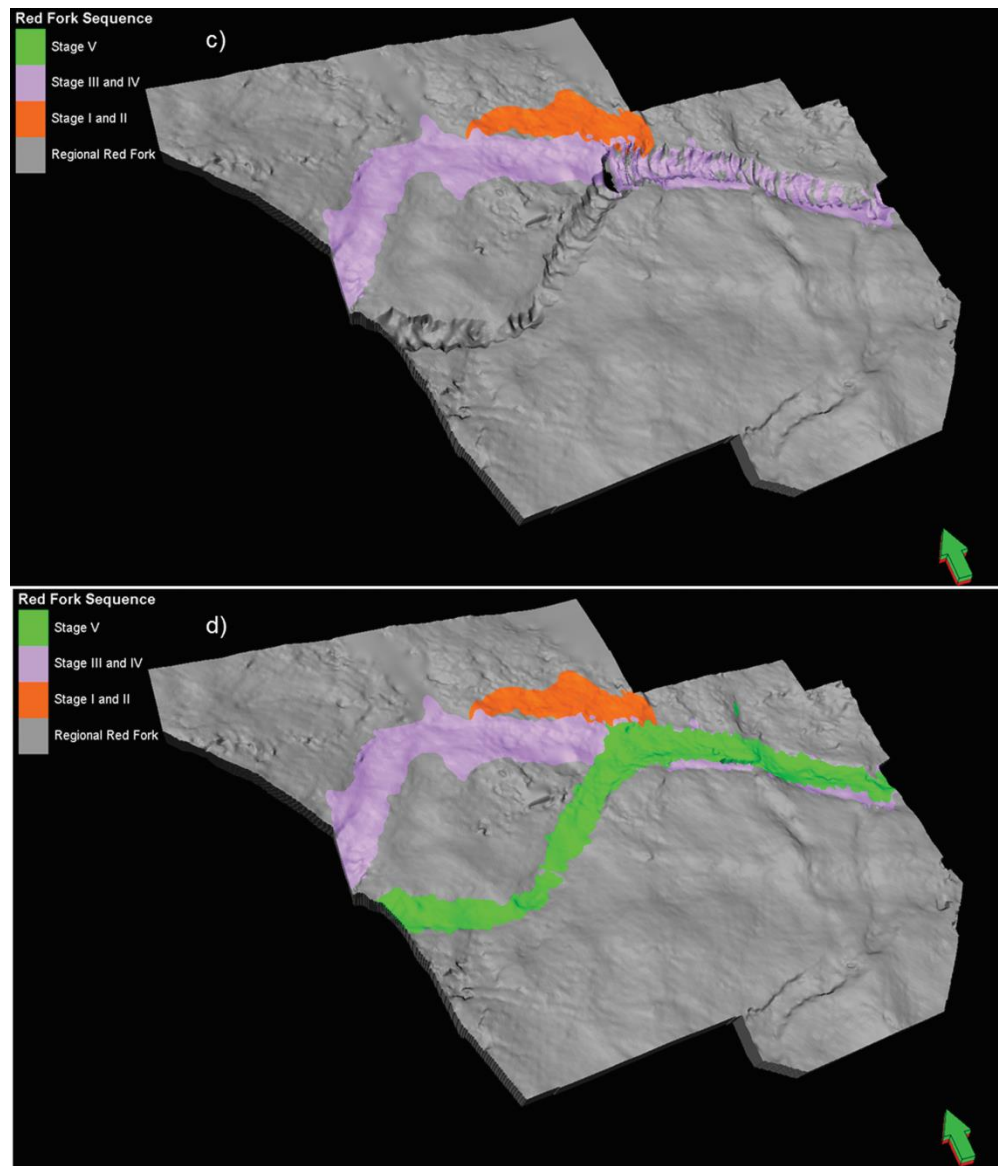 Red Fork Sequence
c)
Stage V
Stage III and IV
Stage I and II
Regional Red Fork
Red Fork Sequence
d)
Stage V
Stage III and IV
Stage I and II
Regional Red Fork